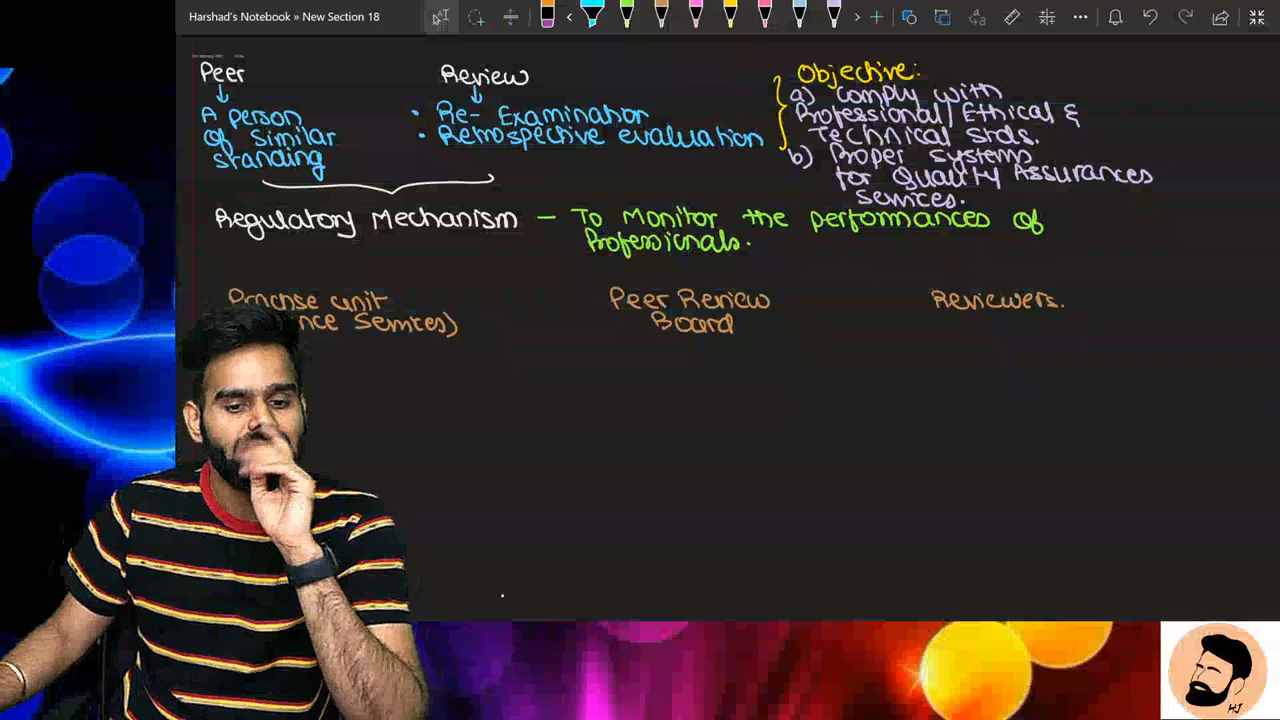 Harshad's Notebook » New Section 18
Peer
A person
of Similar
standing
Review
• Re- Examination
• Retrospective evaluation
Objective:
a) Comply with
Professional/Ethical &
Technical Stds.
b) Proper systems
for Quality Assurances
Services.
Regulatory Mechanism – To Monitor the performances of
Professionals.
unit
Services)
Peer Review
Board
Reviewers.
HJ